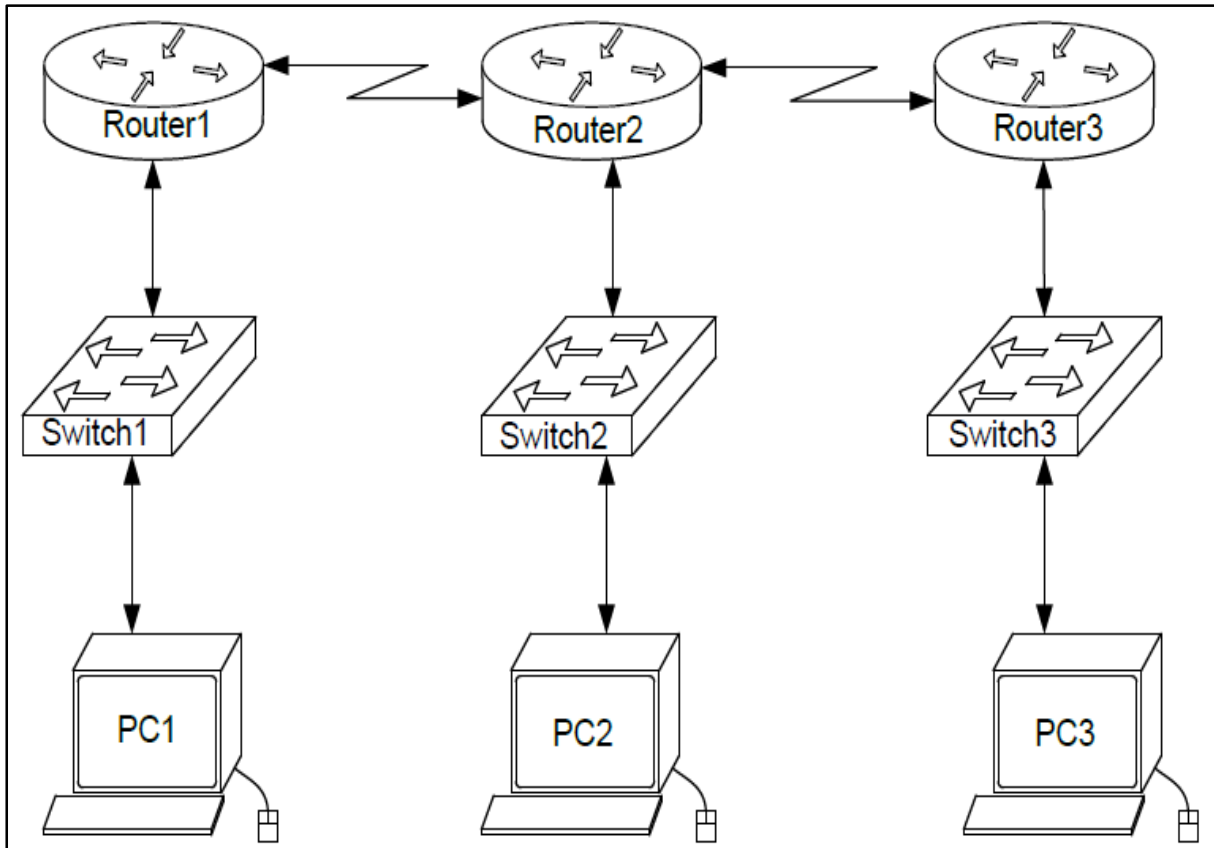 Router1
Router2
Router3
Switch1
Switch2
Switch3
PC1
PC2
PC3